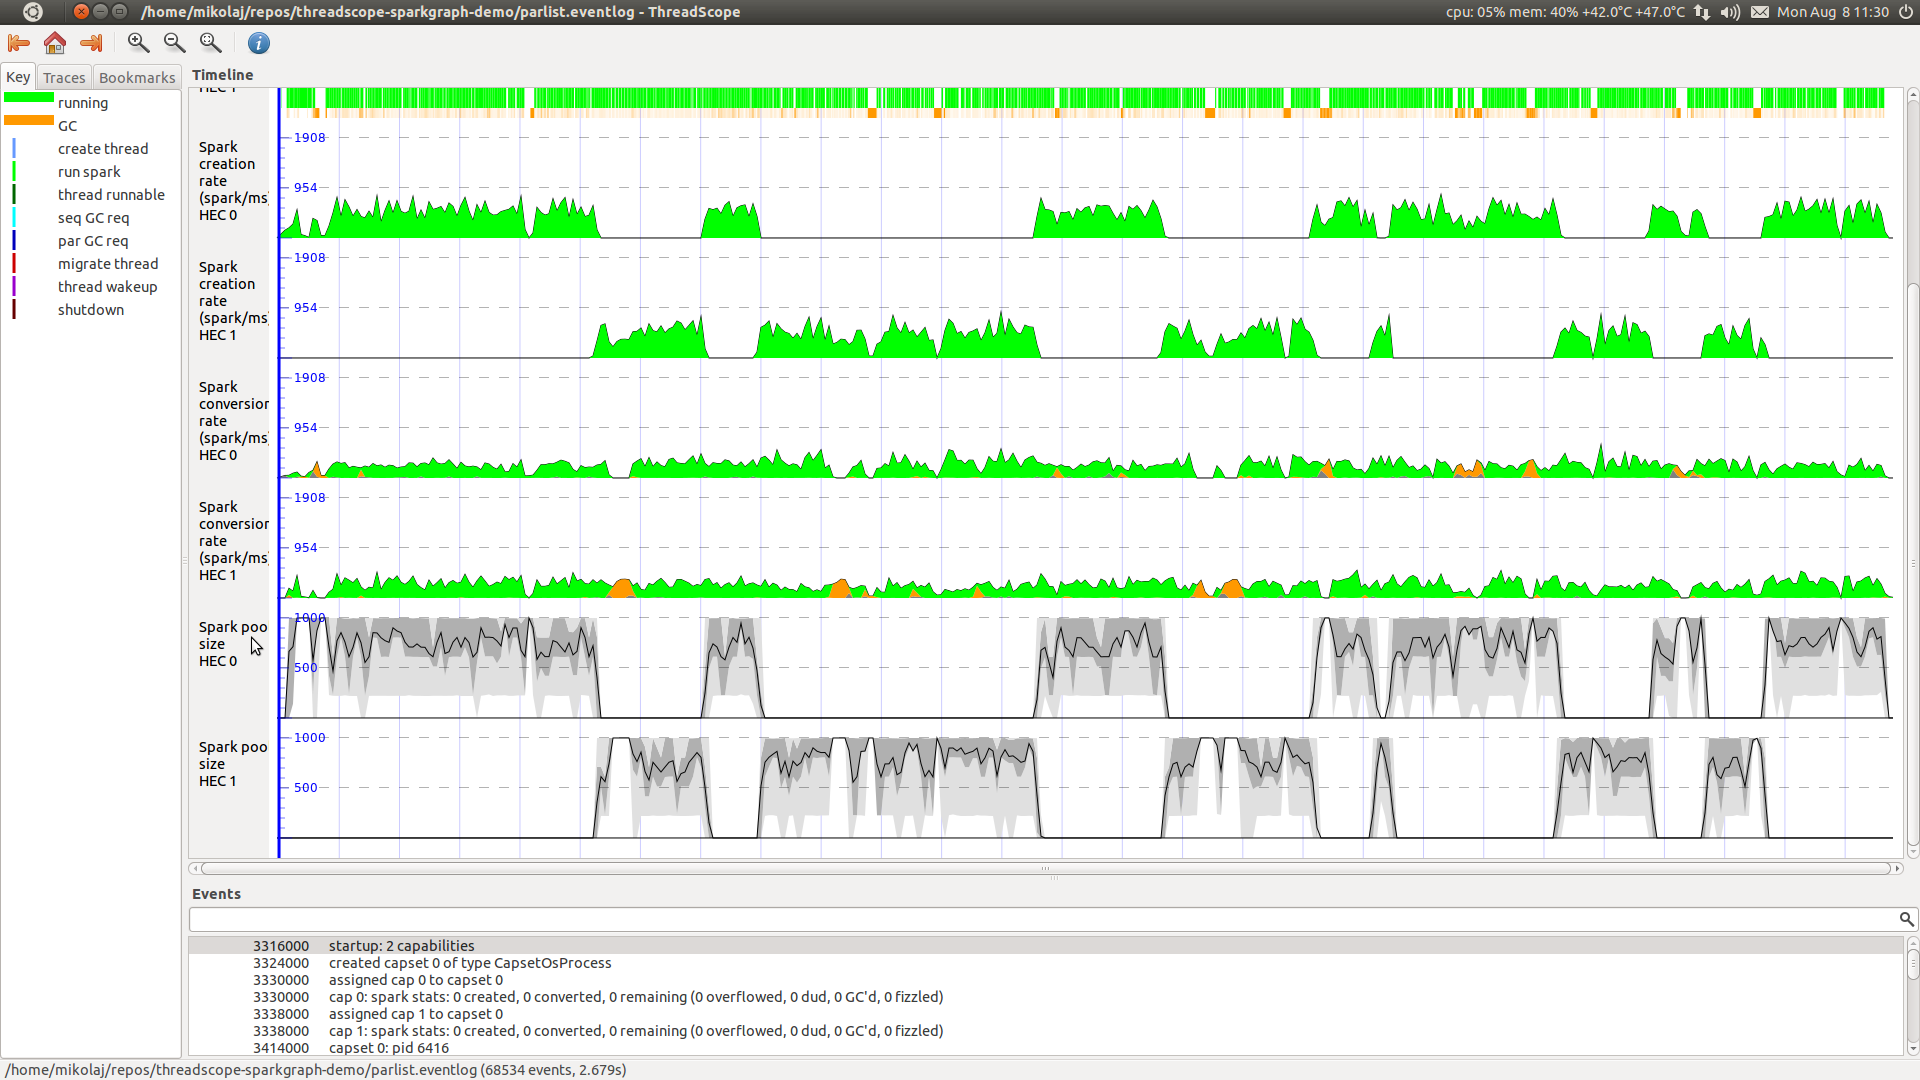 /home/mikolaj/repos/threadscope-sparkgraph-demo/parlist.eventlog - ThreadScope
cpu: 05% mem: 40% +42.0°C +47.0°C
Mon Aug 8 11:30
Key
Traces
Bookmarks
running
GC
create thread
run spark
thread runnable
seq GC req
par GC req
migrate thread
thread wakeup
shutdown
Timeline
HEC 1
Spark
creation
rate
(spark/ms)
HEC 0
1908
954
Spark
creation
rate
(spark/ms)
HEC 1
1908
954
Spark
conversion
rate
(spark/ms)
HEC 0
1908
954
Spark
conversion
rate
(spark/ms)
HEC 1
1908
954
Spark poo
size
HEC 0
1000
500
Spark poo
size
HEC 1
1000
500
Events
3316000 startup: 2 capabilities
3324000 created capset 0 of type CapsetOsProcess
3330000 assigned cap 0 to capset 0
3330000 cap 0: spark stats: 0 created, 0 converted, 0 remaining (0 overflowed, 0 dud, 0 GC'd, 0 fizzled)
3338000 assigned cap 1 to capset 0
3338000 cap 1: spark stats: 0 created, 0 converted, 0 remaining (0 overflowed, 0 dud, 0 GC'd, 0 fizzled)
3414000 capset 0: pid 6416
/home/mikolaj/repos/threadscope-sparkgraph-demo/parlist.eventlog (68534 events, 2.679s)